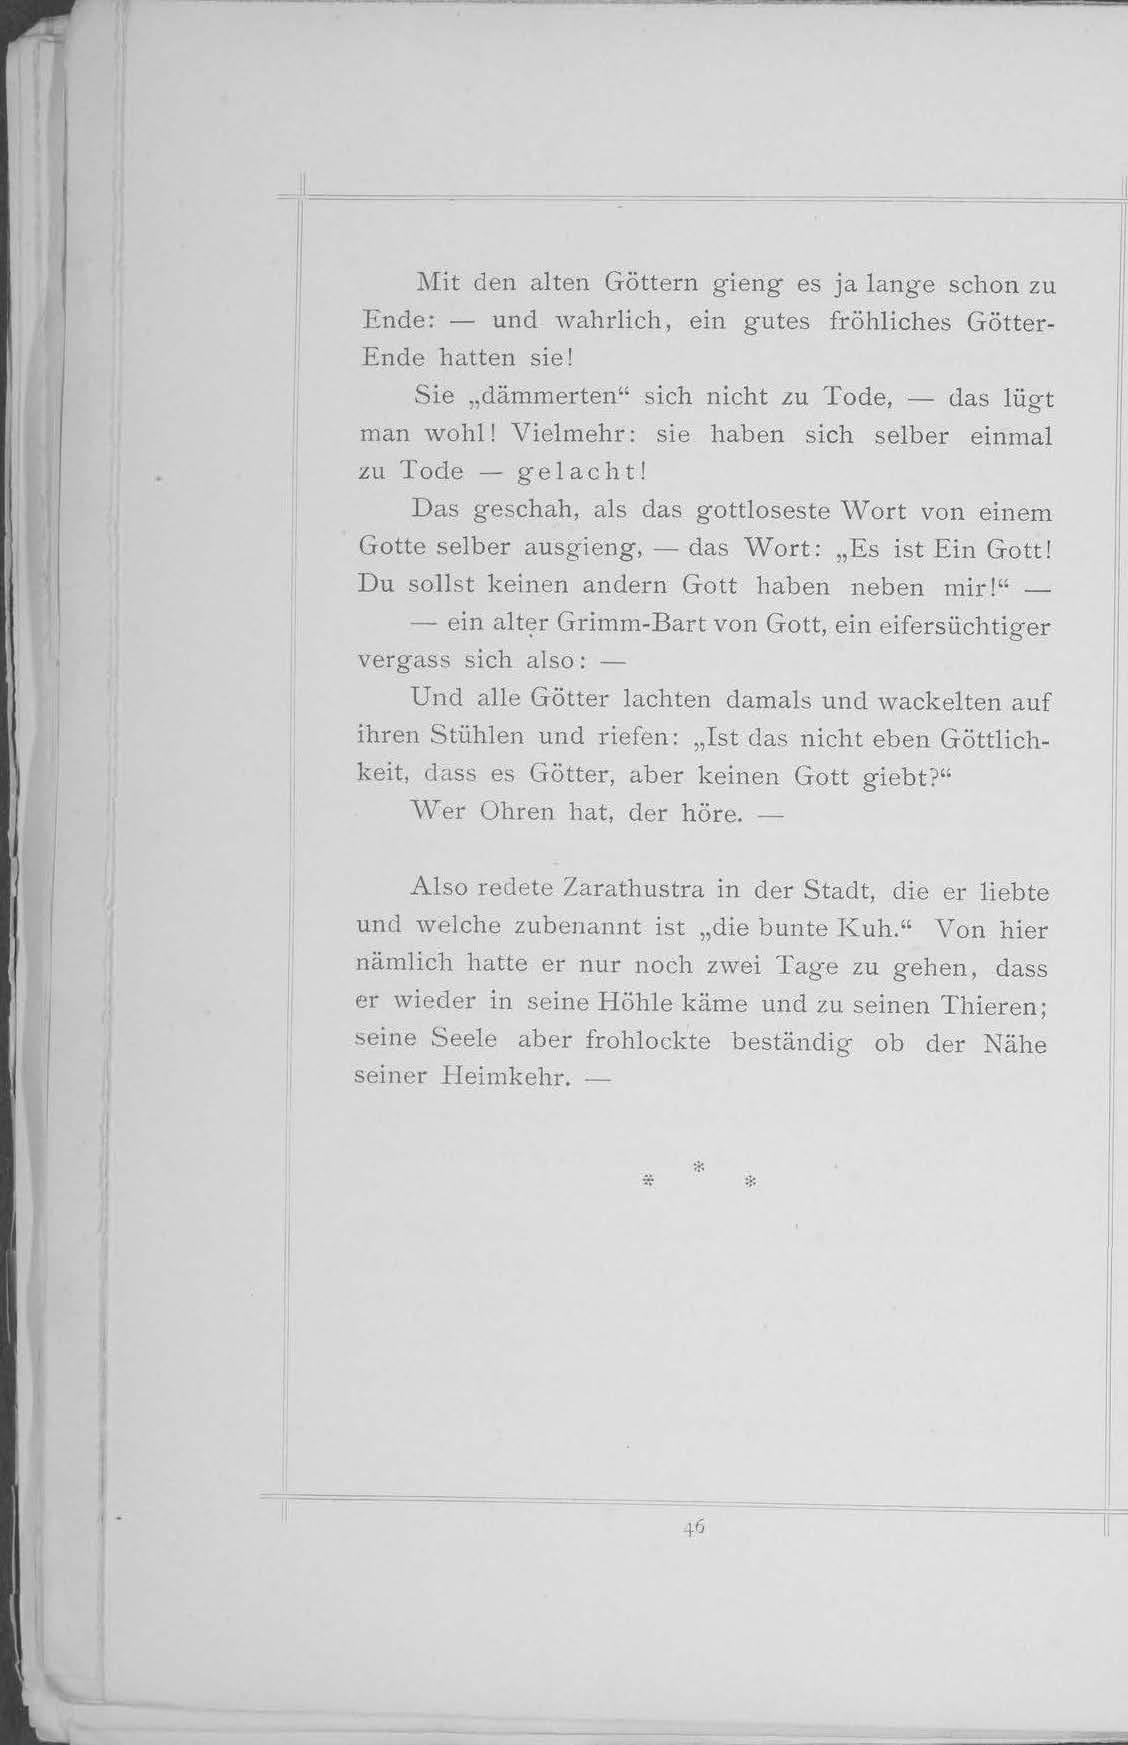 Mit den alten Göttern gieng es ja lange schon zu
Ende: — und wahrlich, ein gutes fröhliches Götter-
Ende hatten sie!
Sie „dämmerten“ sich nicht zu Tode, — das lügt
man wohl! Vielmehr: sie haben sich selber einmal
zu Tode — gelacht!
Das geschah, als das gottloseste Wort von einem
Gotte selber ausgieng, — das Wort: „Es ist Ein Gott!
Du sollst keinen andern Gott haben neben mir!“ —
— ein alter Grimm-Bart von Gott, ein eifersüchtiger
vergass sich also: —
Und alle Götter lachten damals und wackelten auf
ihren Stühlen und riefen: „Ist das nicht eben Göttlich-
keit, dass es Götter, aber keinen Gott giebt?“
Wer Ohren hat, der höre. —
Also redete Zarathustra in der Stadt, die er liebte
und welche zubenannt ist „die bunte Kuh.“ Von hier
nämlich hatte er nur noch zwei Tage zu gehen, dass
er wieder in seine Höhle käme und zu seinen Thieren;
seine Seele aber frohlockte beständig ob der Nähe
seiner Heimkehr. —
* * *
46